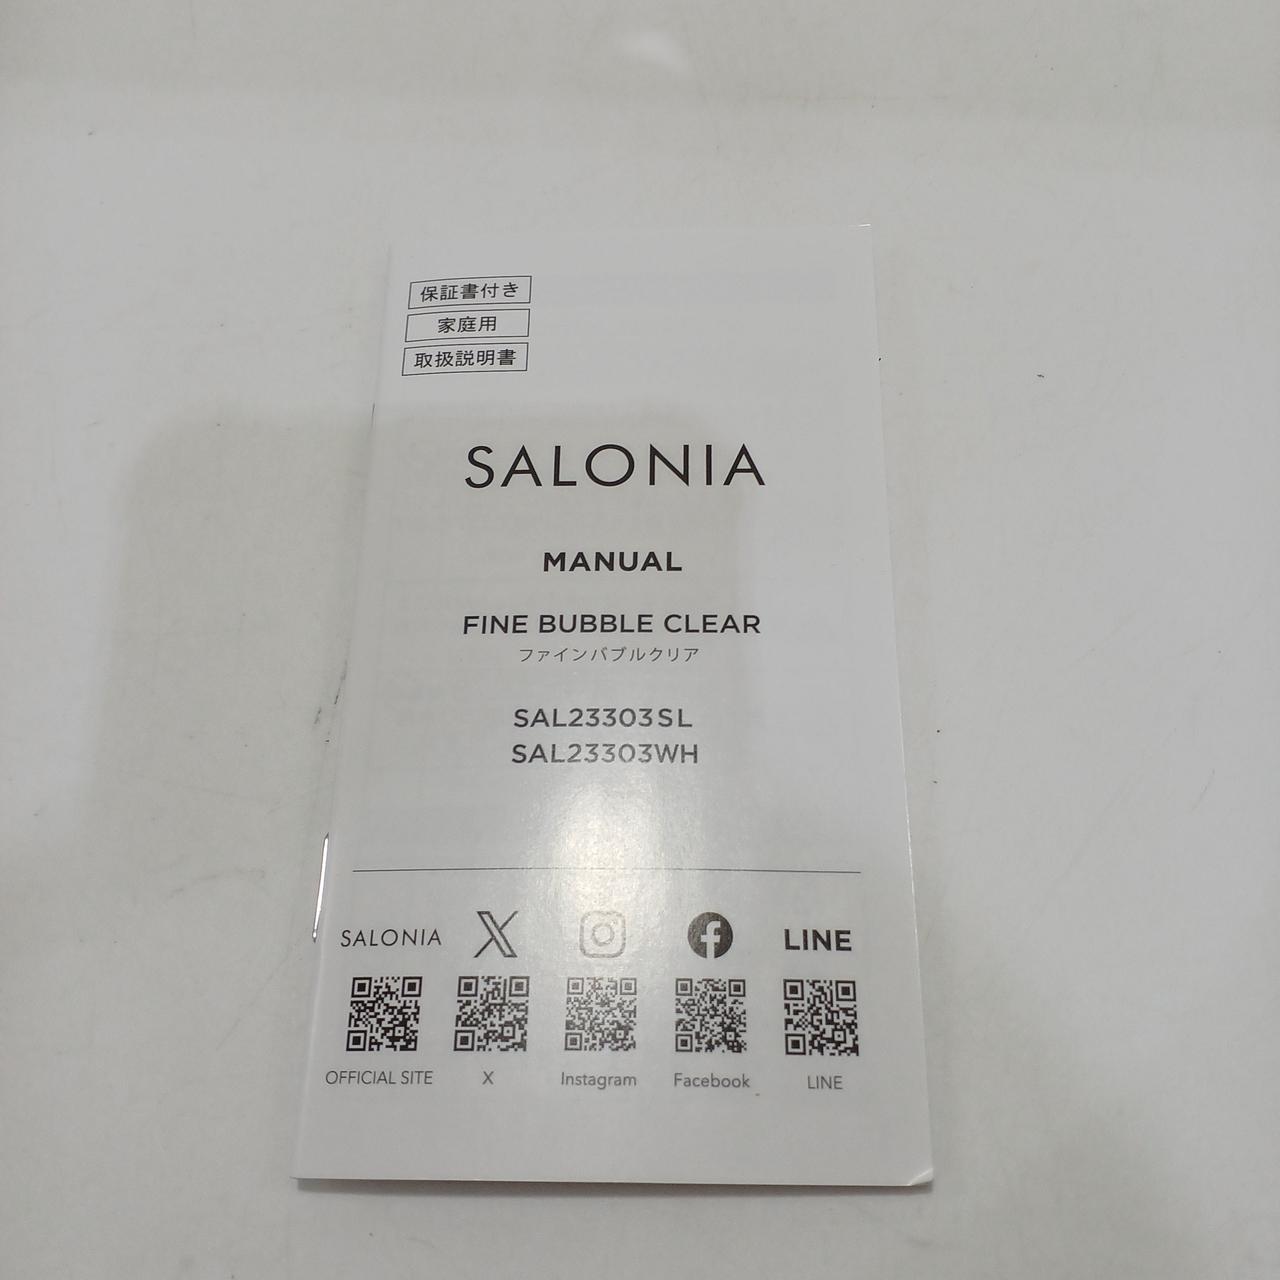 保証書付き
家庭用
取扱説明書
SALONIA
MANUAL
FINE BUBBLE CLEAR
ファインバブルクリア
SAL23303SL
SAL23303WH
SALONIA
LINE
OFFICIAL SITE
X
Instagram
Facebook
LINE